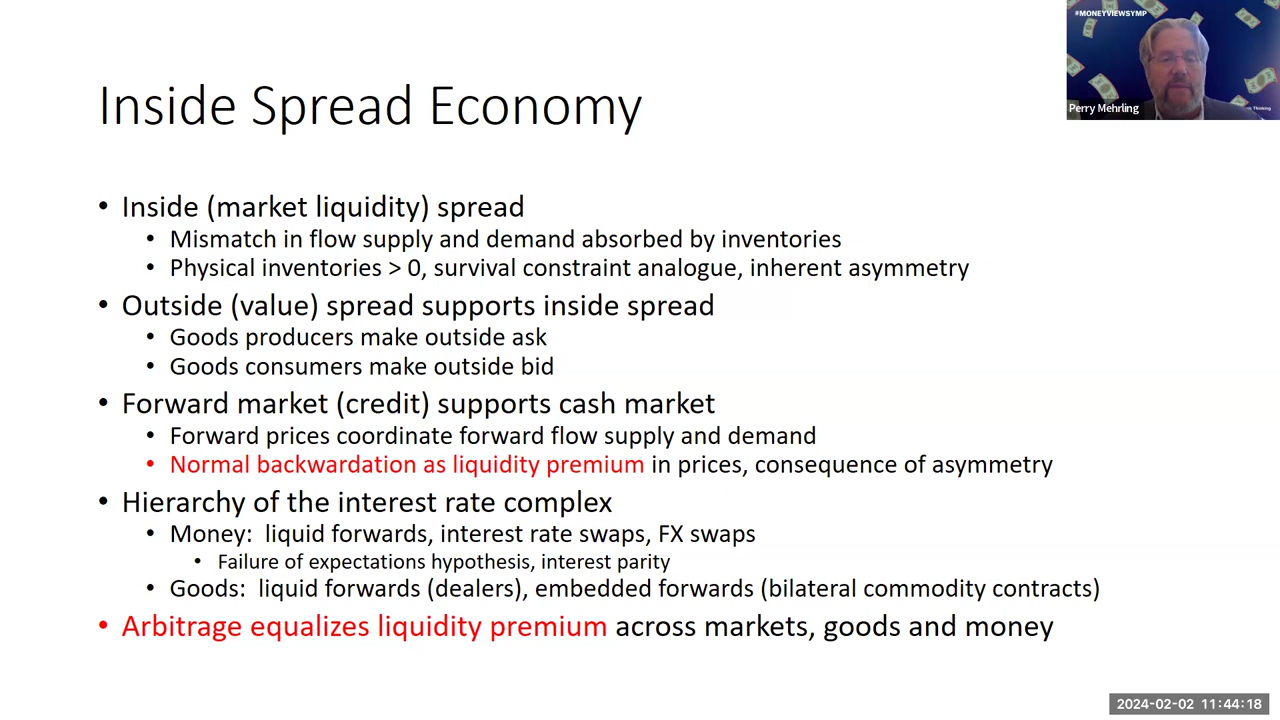 #MONEYVIEWSYMP
Perry Mehrling
Thinking
Inside Spread Economy
• Inside (market liquidity) spread
• Mismatch in flow supply and demand absorbed by inventories
• Physical inventories > 0, survival constraint analogue, inherent asymmetry
• Outside (value) spread supports inside spread
• Goods producers make outside ask
• Goods consumers make outside bid
• Forward market (credit) supports cash market
• Forward prices coordinate forward flow supply and demand
• Normal backwardation as liquidity premium in prices, consequence of asymmetry
• Hierarchy of the interest rate complex
• Money: liquid forwards, interest rate swaps, FX swaps
• Failure of expectations hypothesis, interest parity
• Goods: liquid forwards (dealers), embedded forwards (bilateral commodity contracts)
• Arbitrage equalizes liquidity premium across markets, goods and money
2024-02-02 11:44:18